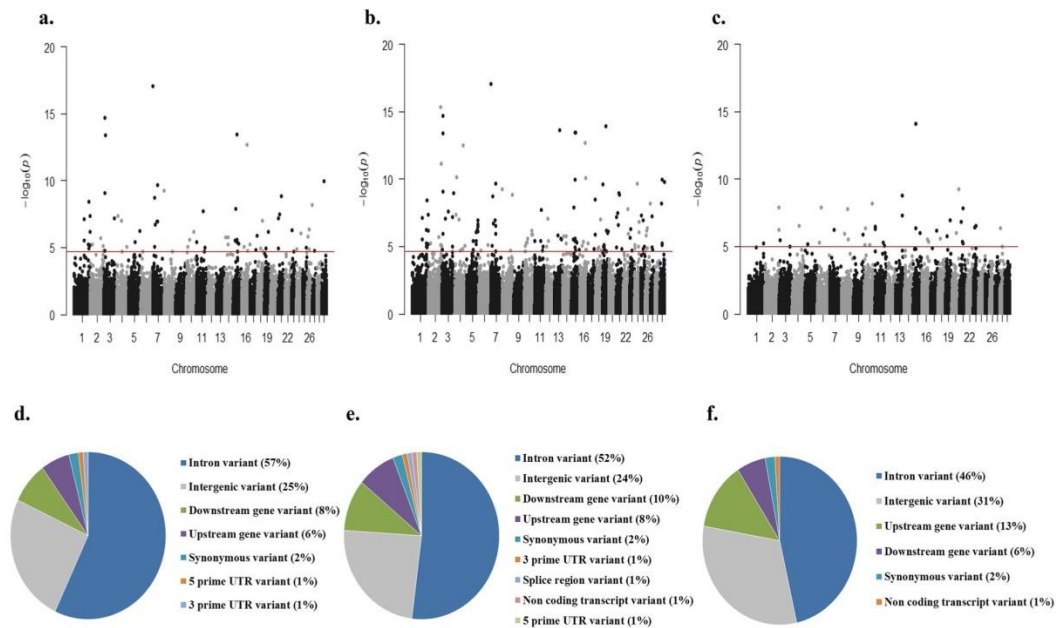 a.
20
15
10
5
0
−log10(p)
1 2 3 5 7 9 11 13 16 19 22 26
Chromosome
b.
20
15
10
5
0
−log10(p)
1 2 3 5 7 9 11 13 16 19 22 26
Chromosome
c.
20
15
10
5
0
−log10(p)
1 2 3 5 7 9 11 13 15 18 22 26
Chromosome
d.
Intron variant (57%)
Intergenic variant (25%)
Downstream gene variant (8%)
Upstream gene variant (6%)
Synonymous variant (2%)
5 prime UTR variant (1%)
3 prime UTR variant (1%)
e.
Intron variant (52%)
Intergenic variant (24%)
Downstream gene variant (10%)
Upstream gene variant (8%)
Synonymous variant (2%)
3 prime UTR variant (1%)
Splice region variant (1%)
Non coding transcript variant (1%)
5 prime UTR variant (1%)
f.
Intron variant (46%)
Intergenic variant (31%)
Upstream gene variant (13%)
Downstream gene variant (6%)
Synonymous variant (2%)
Non coding transcript variant (1%)